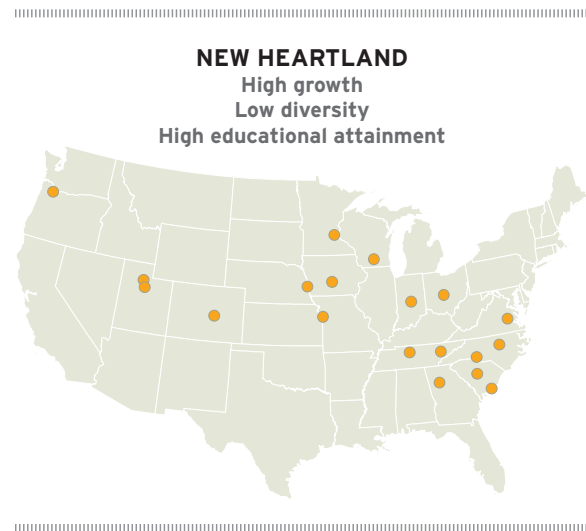 NEW HEARTLAND
High growth
Low diversity
High educational attainment